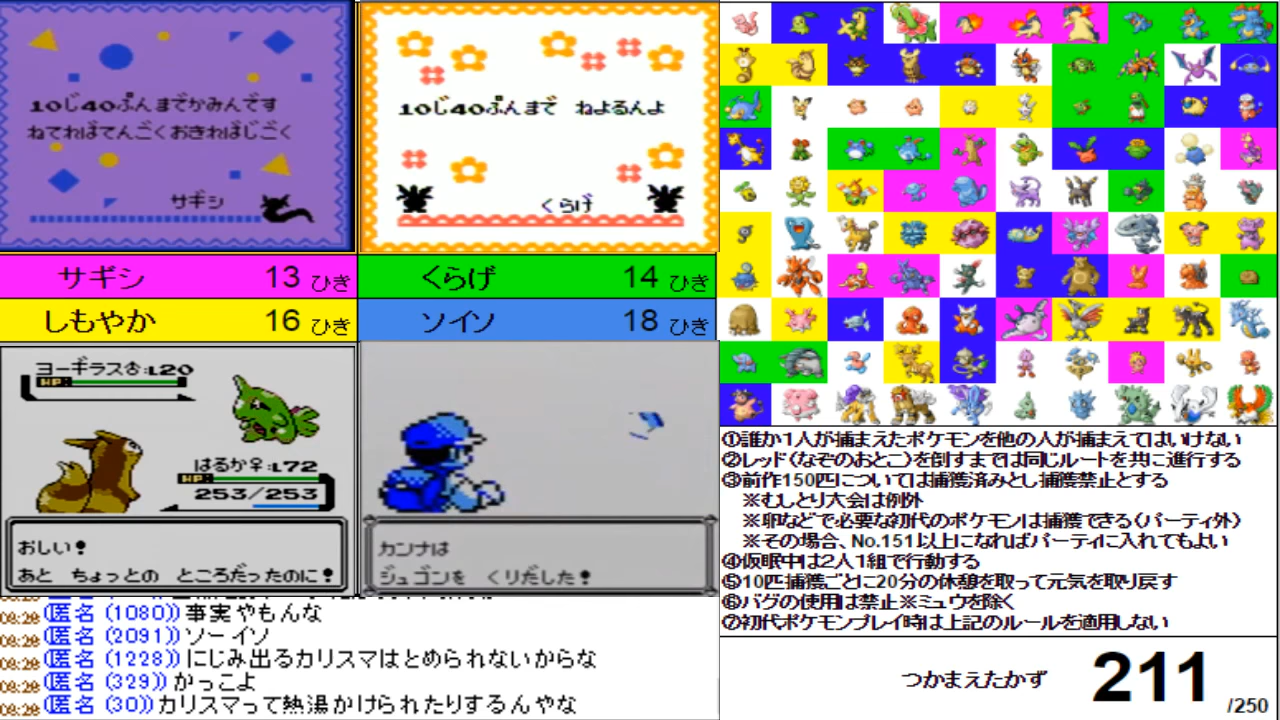 10じ40ぷんまでかみんです
ねてればてんごくおきればじごく
サギシ
10じ40ぷんまで ねよるんよ
くらげ
サギシ 13 ひき
くらげ 14 ひき
しもやか 16 ひき
ソイソ 18 ひき
ヨーギラス♂:L20
HP:
はるか♀:L72
HP:
253/253
おしい!
あと ちょっとの ところだったのに!
カンナは
ジュゴンを くりだした!
08:28 (匿名 (1080)) 事実やもんな
08:28 (匿名 (2091)) ソーイソ
08:28 (匿名 (1228)) にじみ出るカリスマはとめられないからな
08:28 (匿名 (329)) かっこよ
08:28 (匿名 (30)) カリスマって熱湯かけられたりするんやな
①誰か1人が捕まえたポケモンを他の人が捕まえてはいけない
②レッド(なぞのおとこ)を倒すまでは同じルートを共に進行する
③前作150匹については捕獲済みとし捕獲禁止とする
※むしとり大会は例外
※卵などで必要な初代のポケモンは捕獲できる(パーティ外)
※その場合、No.151以上になればパーティに入れてもよい
④仮眠中は2人1組で行動する
⑤10匹捕獲ごとに20分の休憩を取って元気を取り戻す
⑥バグの使用は禁止※ミュウを除く
⑦初代ポケモンプレイ時は上記のルールを適用しない
つかまえたかず 211 /250